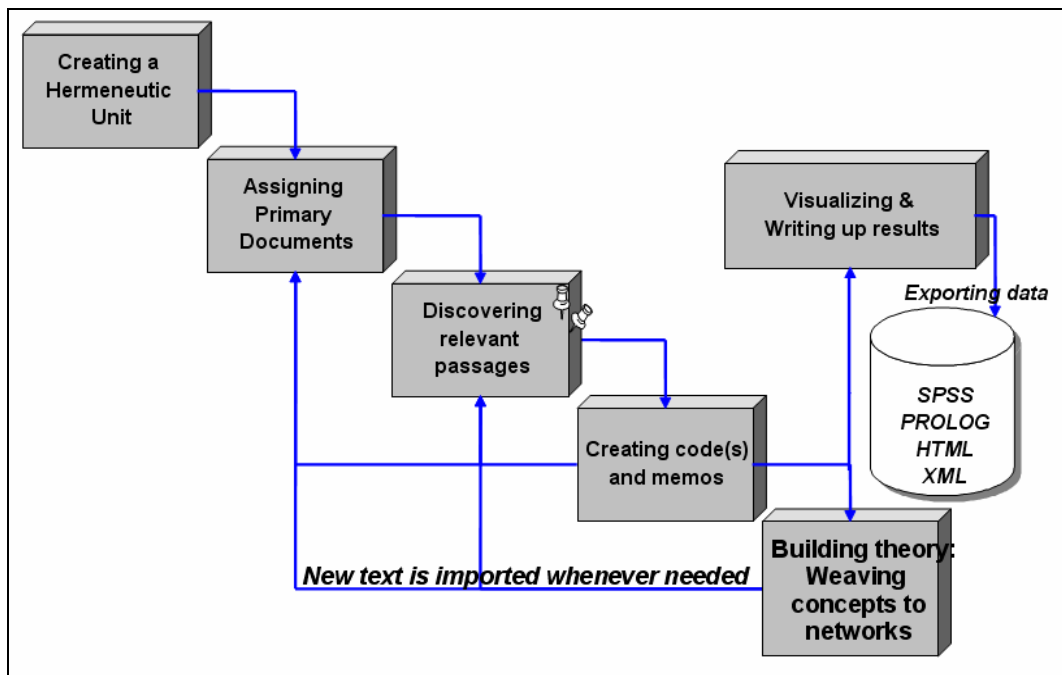 Creating a
Hermeneutic
Unit
Assigning
Primary
Documents
Discovering
relevant
passages
Creating code(s)
and memos
Building theory:
Weaving
concepts to
networks
New text is imported whenever needed
Visualizing &
Writing up results
Exporting data
SPSS
PROLOG
HTML
XML